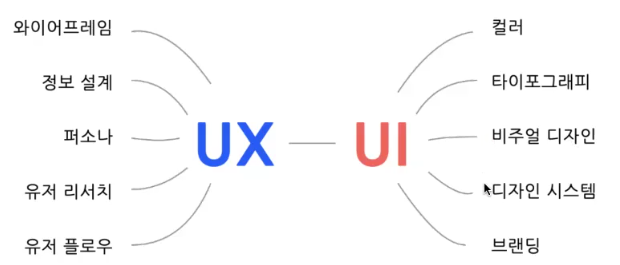 와이어프레임
정보 설계
퍼소나
유저 리서치
유저 플로우
UX
UI
컬러
타이포그래피
비주얼 디자인
디자인 시스템
브랜딩